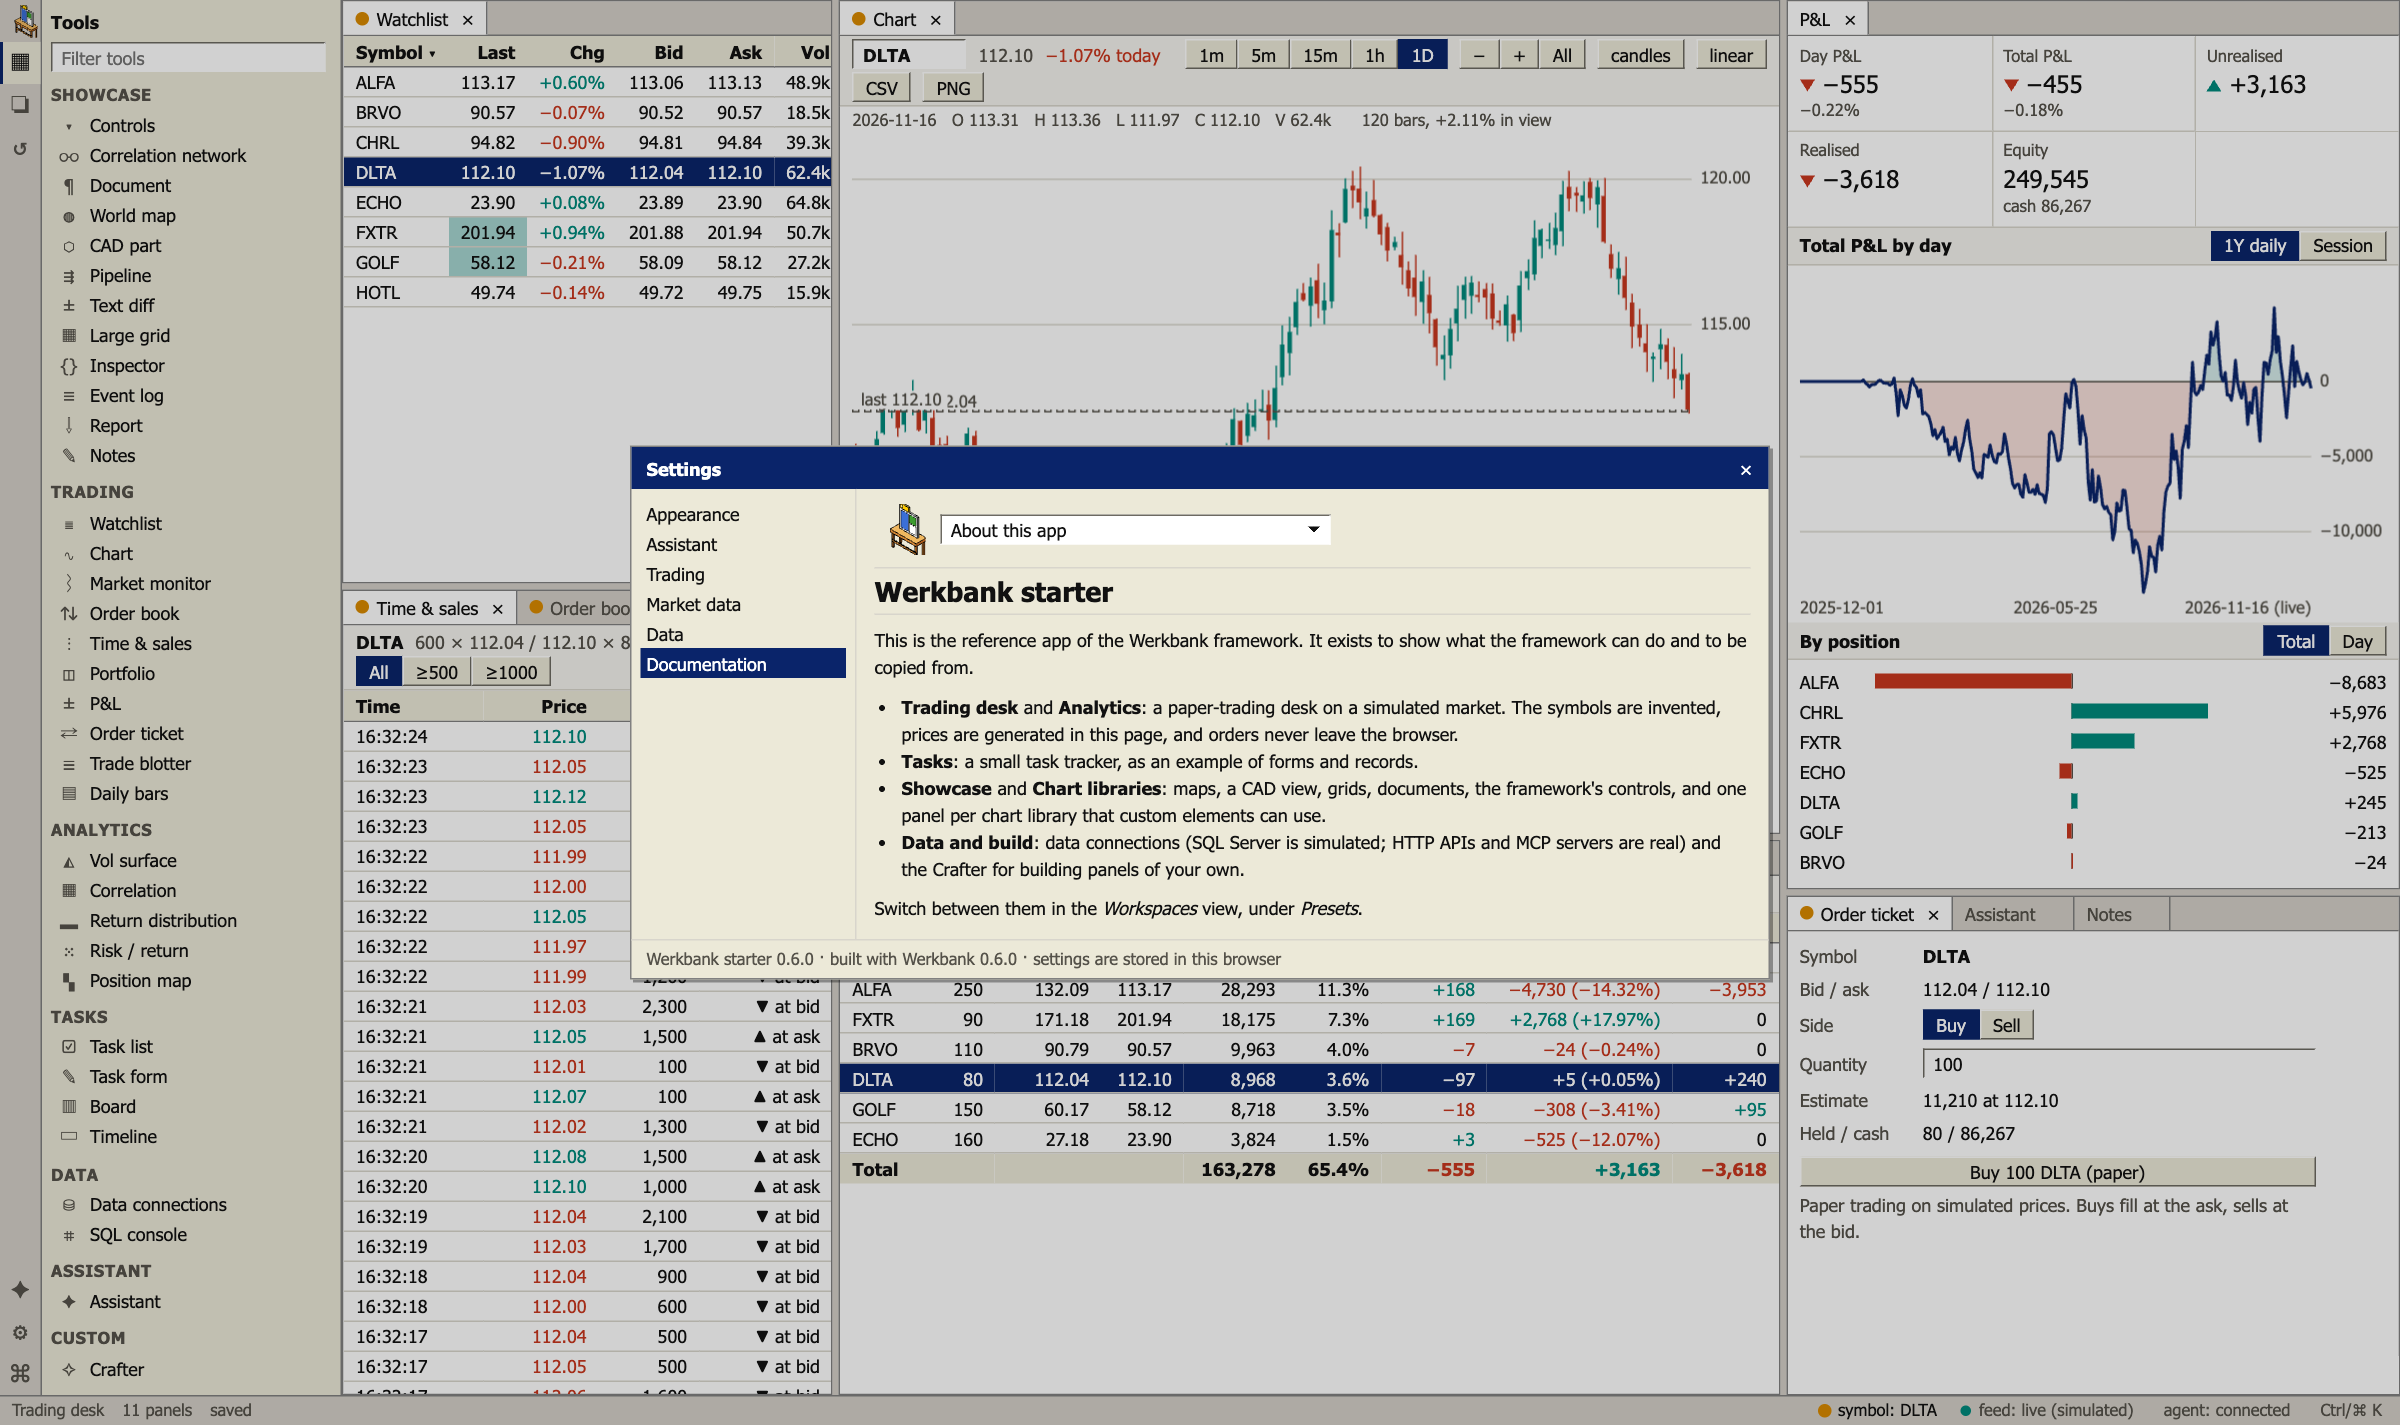 Tools
Filter tools
SHOWCASE
Controls
Correlation network
Document
World map
CAD part
Pipeline
Text diff
Large grid
Inspector
Event log
Report
Notes
TRADING
Watchlist
Chart
Market monitor
Order book
Time & sales
Portfolio
P&L
Order ticket
Trade blotter
Daily bars
ANALYTICS
Vol surface
Correlation
Return distribution
Risk / return
Position map
TASKS
Task list
Task form
Board
Timeline
DATA
Data connections
SQL console
ASSISTANT
Assistant
CUSTOM
Crafter
Watchlist ×
Symbol ▾ Last Chg Bid Ask Vol
ALFA 113.17 +0.60% 113.06 113.13 48.9k
BRVO 90.57 −0.07% 90.52 90.57 18.5k
CHRL 94.82 −0.90% 94.81 94.84 39.3k
DLTA 112.10 −1.07% 112.04 112.10 62.4k
ECHO 23.90 +0.08% 23.89 23.90 64.8k
FXTR 201.94 +0.94% 201.88 201.94 50.7k
GOLF 58.12 −0.21% 58.09 58.12 27.2k
HOTL 49.74 −0.14% 49.72 49.75 15.9k
Time & sales × Order boo
DLTA 600 × 112.04 / 112.10 × 8
All ≥500 ≥1000
Time Price
16:32:24 112.10
16:32:23 112.05
16:32:23 112.12
16:32:23 112.05
16:32:22 111.99
16:32:22 112.00
16:32:22 112.05
16:32:22 111.97
16:32:22 111.99
16:32:21 112.03 2,300 ▼ at bid
16:32:21 112.05 1,500 ▲ at ask
16:32:21 112.01 100 ▼ at bid
16:32:21 112.07 100 ▲ at ask
16:32:21 112.02 1,300 ▼ at bid
16:32:20 112.08 1,500 ▲ at ask
16:32:20 112.10 1,000 ▲ at ask
16:32:19 112.04 2,100 ▼ at bid
16:32:19 112.03 1,700 ▼ at bid
16:32:18 112.04 900 ▼ at bid
16:32:18 112.00 600 ▼ at bid
16:32:17 112.04 500 ▼ at bid
16:32:17 112.05 500 ▼ at bid
Chart ×
DLTA 112.10 −1.07% today 1m 5m 15m 1h 1D − + All candles linear
CSV PNG
2026-11-16 O 113.31 H 113.36 L 111.97 C 112.10 V 62.4k 120 bars, +2.11% in view
120.00
115.00
last 112.10 2.04
Settings ×
Appearance
Assistant
Trading
Market data
Data
Documentation
About this app
Werkbank starter
This is the reference app of the Werkbank framework. It exists to show what the framework can do and to be
copied from.
• Trading desk and Analytics: a paper-trading desk on a simulated market. The symbols are invented,
prices are generated in this page, and orders never leave the browser.
• Tasks: a small task tracker, as an example of forms and records.
• Showcase and Chart libraries: maps, a CAD view, grids, documents, the framework's controls, and one
panel per chart library that custom elements can use.
• Data and build: data connections (SQL Server is simulated; HTTP APIs and MCP servers are real) and
the Crafter for building panels of your own.
Switch between them in the Workspaces view, under Presets.
Werkbank starter 0.6.0 · built with Werkbank 0.6.0 · settings are stored in this browser
ALFA 250 132.09 113.17 28,293 11.3% +168 −4,730 (−14.32%) −3,953
FXTR 90 171.18 201.94 18,175 7.3% +169 +2,768 (+17.97%) 0
BRVO 110 90.79 90.57 9,963 4.0% −7 −24 (−0.24%) 0
DLTA 80 112.04 112.10 8,968 3.6% −97 +5 (+0.05%) +240
GOLF 150 60.17 58.12 8,718 3.5% −18 −308 (−3.41%) +95
ECHO 160 27.18 23.90 3,824 1.5% +3 −525 (−12.07%) 0
Total 163,278 65.4% −555 +3,163 −3,618
P&L ×
Day P&L Total P&L Unrealised
▼ −555 ▼ −455 ▲ +3,163
−0.22% −0.18%
Realised Equity
▼ −3,618 249,545
cash 86,267
Total P&L by day 1Y daily Session
0
−5,000
−10,000
2025-12-01 2026-05-25 2026-11-16 (live)
By position Total Day
ALFA −8,683
CHRL +5,976
FXTR +2,768
ECHO −525
DLTA +245
GOLF −213
BRVO −24
Order ticket × Assistant Notes
Symbol DLTA
Bid / ask 112.04 / 112.10
Side Buy Sell
Quantity 100
Estimate 11,210 at 112.10
Held / cash 80 / 86,267
Buy 100 DLTA (paper)
Paper trading on simulated prices. Buys fill at the ask, sells at
the bid.
Trading desk 11 panels saved
symbol: DLTA feed: live (simulated) agent: connected Ctrl/⌘ K